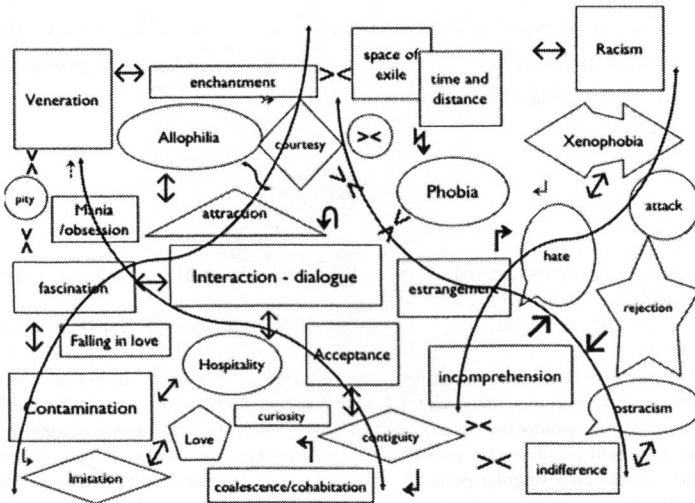 space of
exile
Racism
enchantment
> <
time and
distance
Veneration
Allophilia
courtesy
> <
Xenophobia
Phobia
pity
Mania
/obsession
attraction
attack
hate
fascination
Interaction - dialogue
estrangement
rejection
Falling in love
Hospitality
Acceptance
incomprehension
Contamination
curiosity
ostracism
Love
contiguity
> <
> <
Imitation
coalescence/cohabitation
indifference